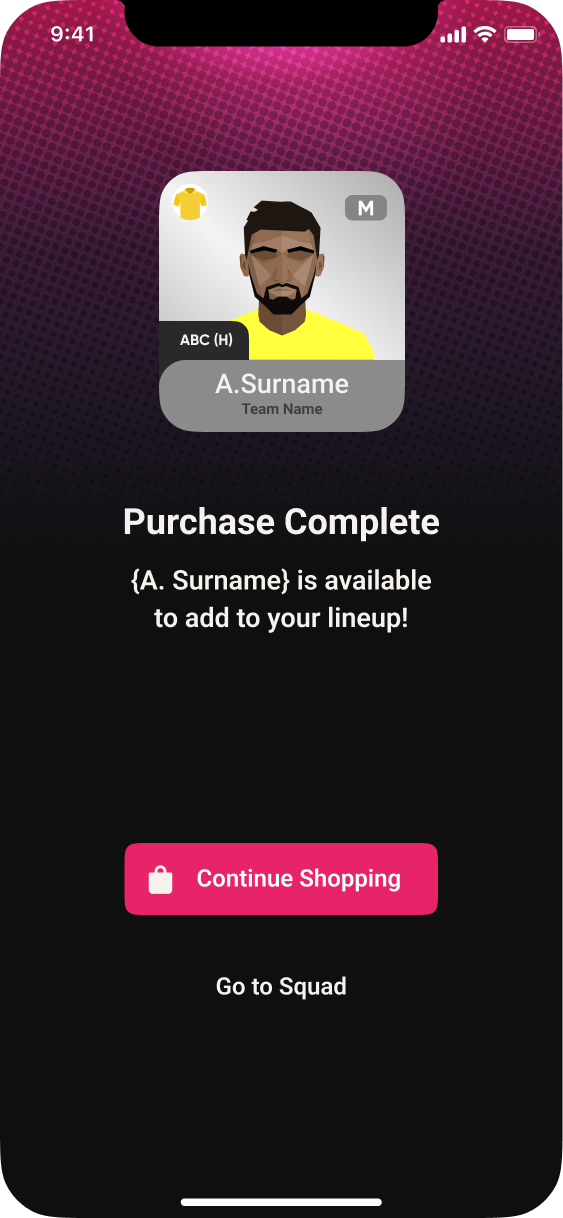 9:41
M
ABC (H)
A.Surname
Team Name
Purchase Complete
{A. Surname} is available
to add to your lineup!
Continue Shopping
Go to Squad